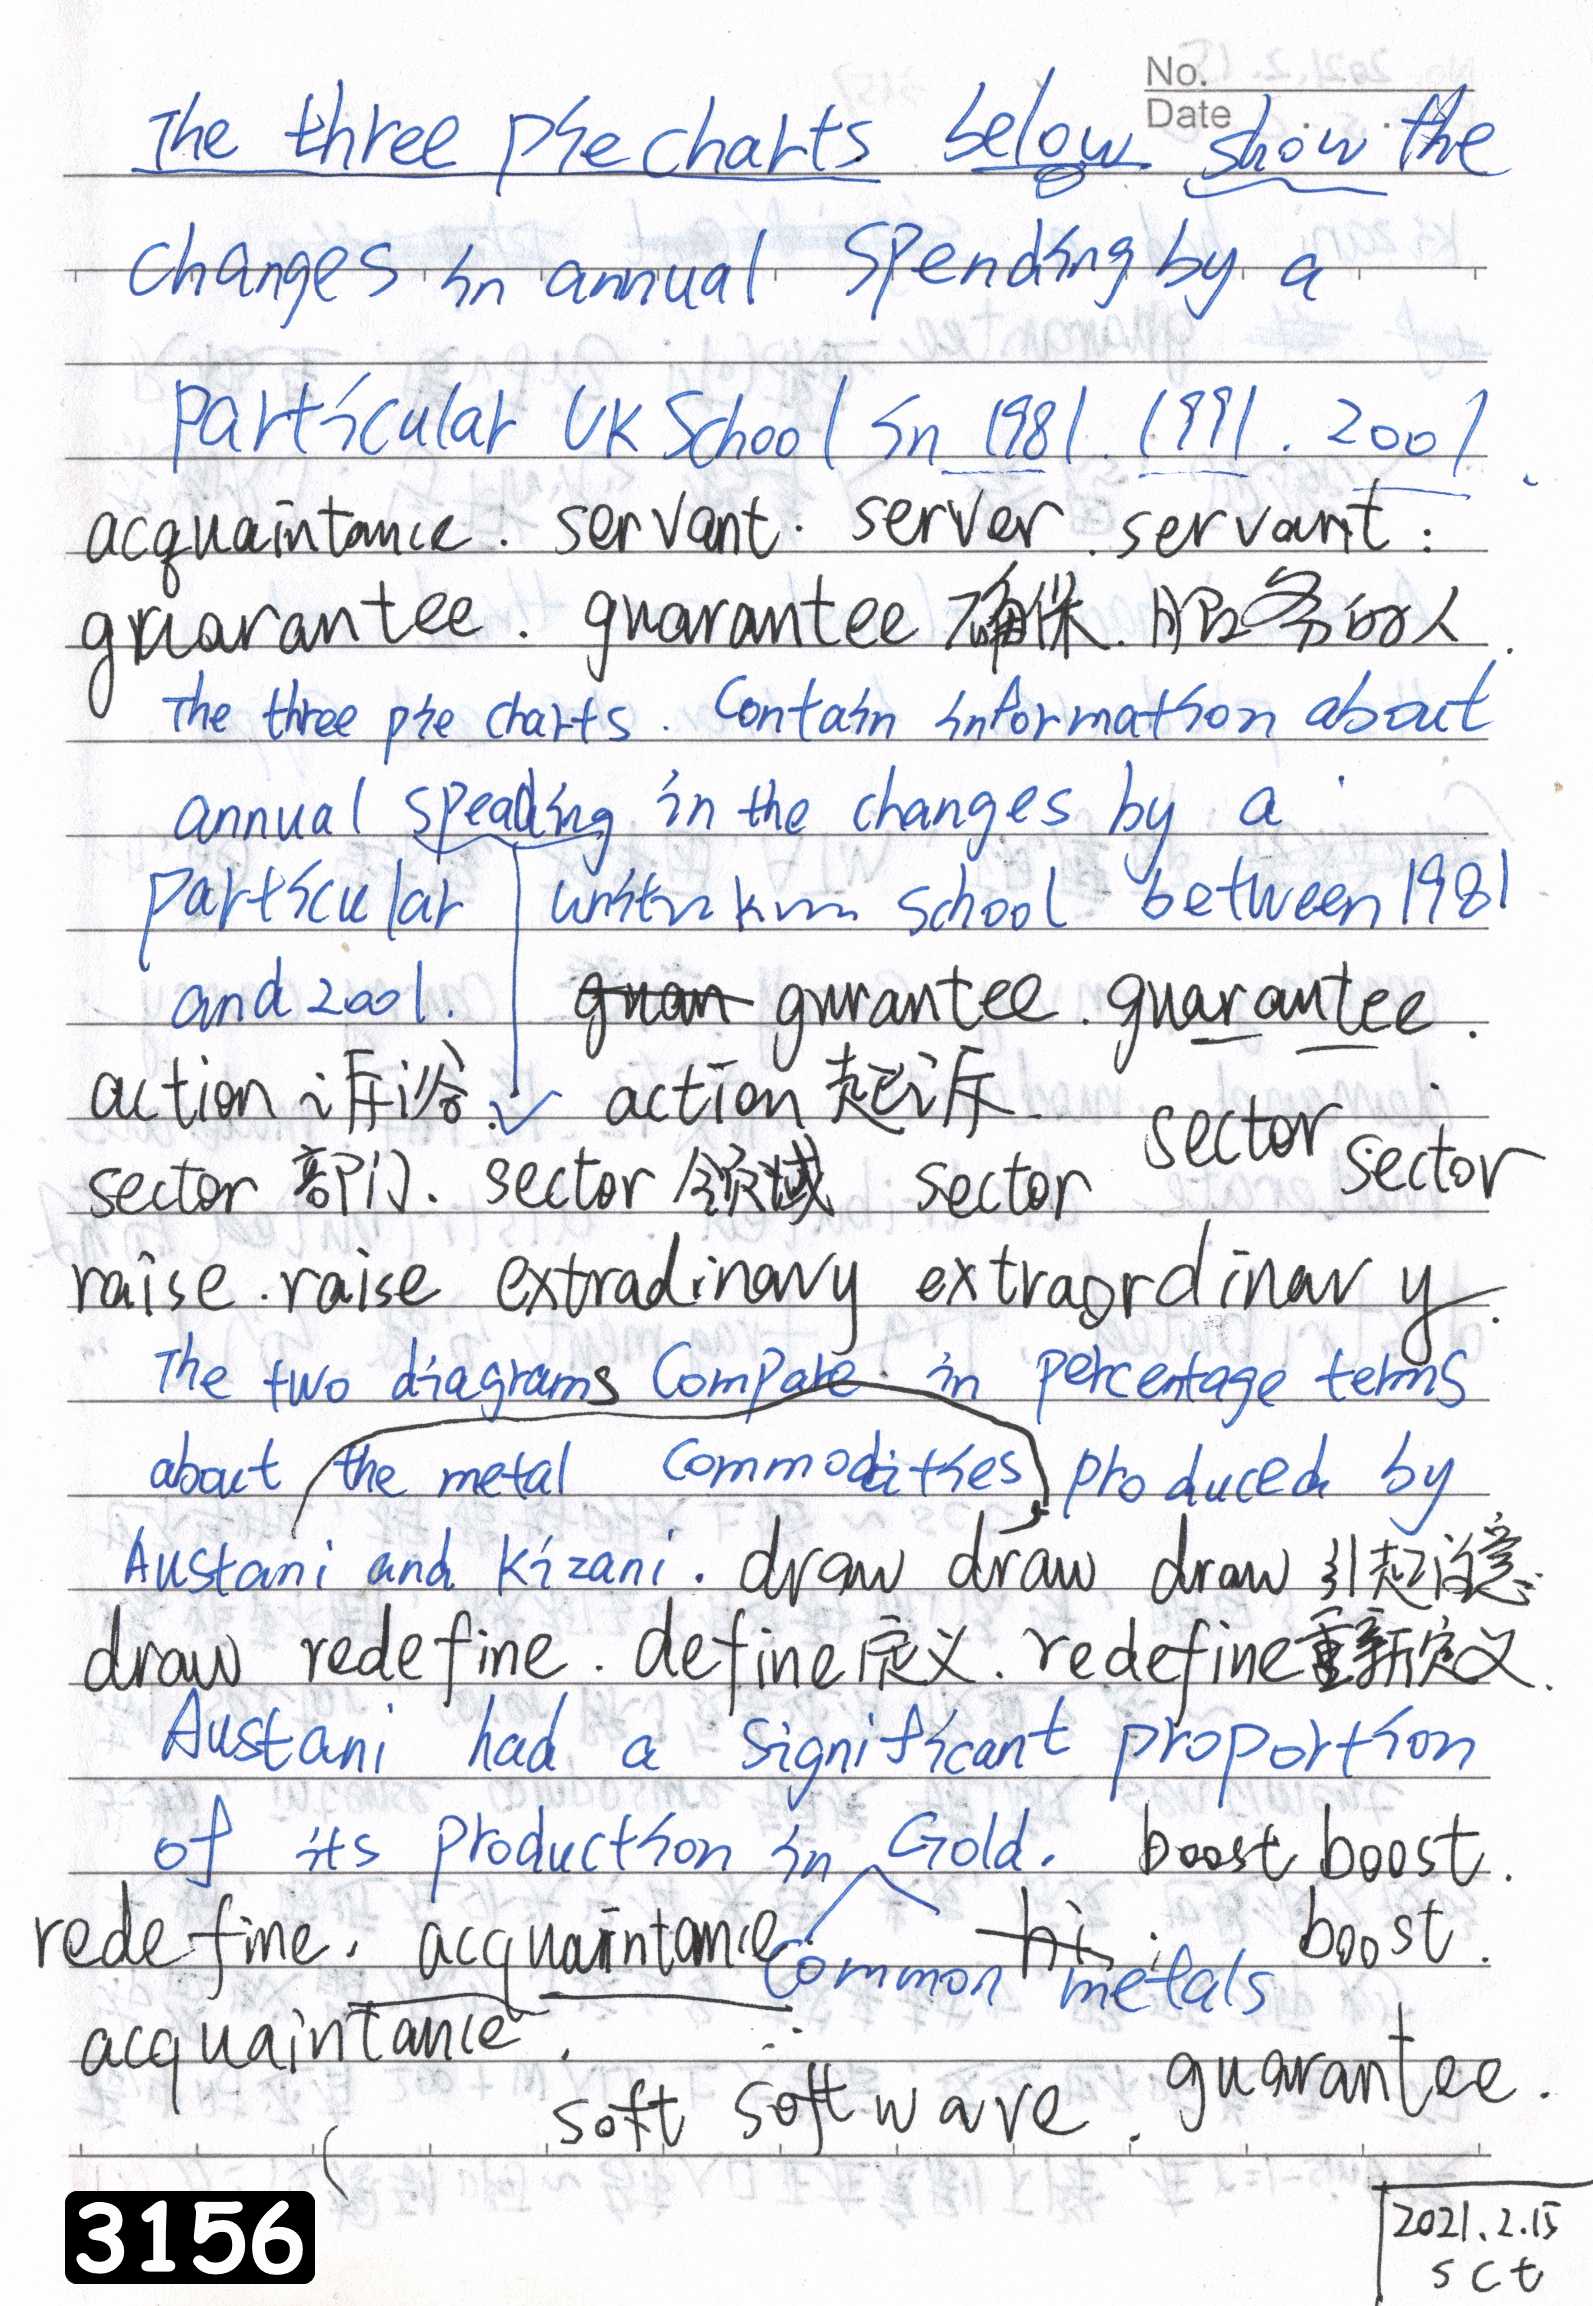 No.
Date
The three pie charts below show the
changes in annual spending by a
particular UK School in 1981. 1991. 2001.
acquaintance. servant. server. servant.
guarantee. guarantee 确保. 服务的人.
The three pie charts. Contain information about
annual speading in the changes by a
particular school between 1981
and 2001. guan gurantee. guarantee.
action 诉讼. action 起诉.
sector 部门. sector 领域 sector sector sector
raise. raise extradinary extraordinary.
The two diagrams Compare in percentage terms
about the metal Commodities produced by
Austani and Kizani. draw draw draw 引起注意.
draw redefine. define 定义. redefine 重新定义.
Austani had a significant proportion
of its production in Gold. boost boost.
redefine. acquaintance. hi boost.
Common metals
acquaintance.
soft software. guarantee.
3156
2021.2.15
sct